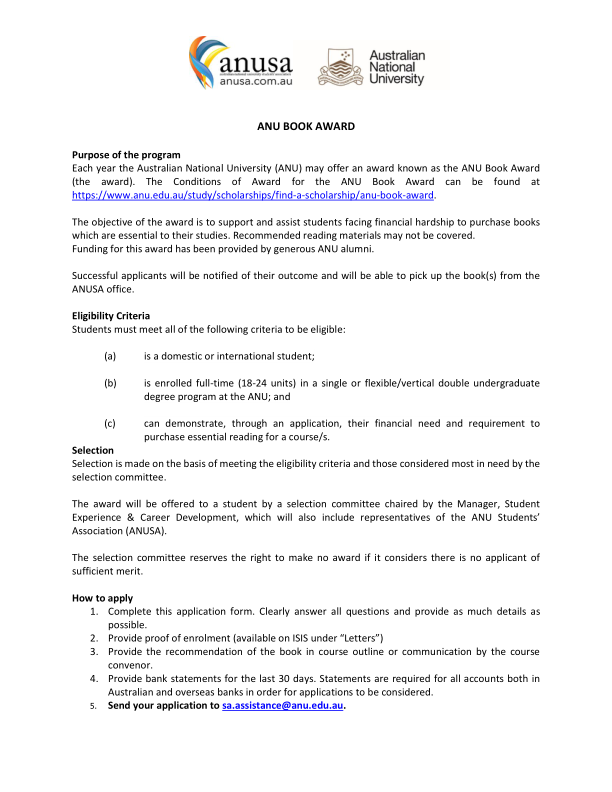 anusa
anusa.com.au
Australian
National
University
ANU BOOK AWARD
Purpose of the program
Each year the Australian National University (ANU) may offer an award known as the ANU Book Award
(the award). The Conditions of Award for the ANU Book Award can be found at
https://www.anu.edu.au/study/scholarships/find-a-scholarship/anu-book-award.
The objective of the award is to support and assist students facing financial hardship to purchase books
which are essential to their studies. Recommended reading materials may not be covered.
Funding for this award has been provided by generous ANU alumni.
Successful applicants will be notified of their outcome and will be able to pick up the book(s) from the
ANUSA office.
Eligibility Criteria
Students must meet all of the following criteria to be eligible:
(a) is a domestic or international student;
(b) is enrolled full-time (18-24 units) in a single or flexible/vertical double undergraduate
degree program at the ANU; and
(c) can demonstrate, through an application, their financial need and requirement to
purchase essential reading for a course/s.
Selection
Selection is made on the basis of meeting the eligibility criteria and those considered most in need by the
selection committee.
The award will be offered to a student by a selection committee chaired by the Manager, Student
Experience & Career Development, which will also include representatives of the ANU Students’
Association (ANUSA).
The selection committee reserves the right to make no award if it considers there is no applicant of
sufficient merit.
How to apply
1. Complete this application form. Clearly answer all questions and provide as much details as
possible.
2. Provide proof of enrolment (available on ISIS under “Letters”)
3. Provide the recommendation of the book in course outline or communication by the course
convenor.
4. Provide bank statements for the last 30 days. Statements are required for all accounts both in
Australian and overseas banks in order for applications to be considered.
5. Send your application to sa.assistance@anu.edu.au.